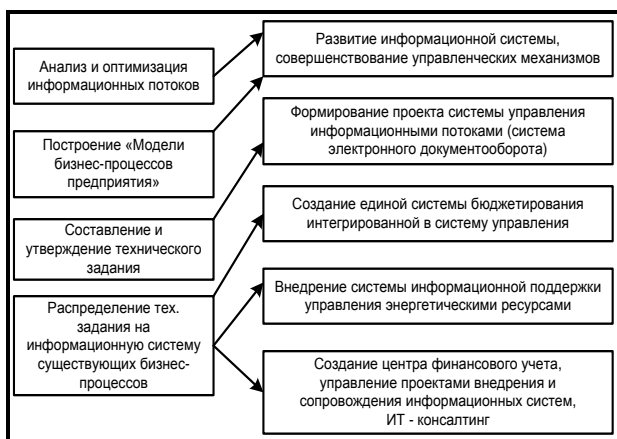 Анализ и оптимизация
информационных потоков
Построение «Модели
бизнес-процессов
предприятия»
Составление и
утверждение технического
задания
Распределение тех.
задания на
информационную систему
существующих бизнес-
процессов
Развитие информационной системы,
совершенствование управленческих механизмов
Формирование проекта системы управления
информационными потоками (система
электронного документооборота)
Создание единой системы бюджетирования
интегрированной в систему управления
Внедрение системы информационной поддержки
управления энергетическими ресурсами
Создание центра финансового учета,
управление проектами внедрения и
сопровождения информационных систем,
ИТ - консалтинг